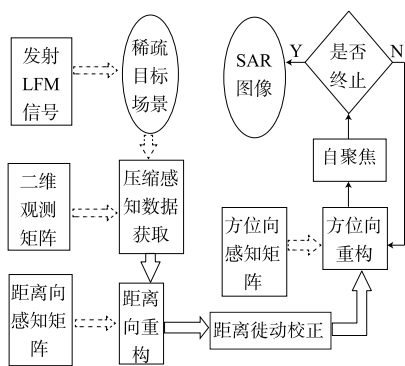 发射
LFM
信号
稀疏
目标
场景
SAR
图像
Y
是否
终止
N
自聚焦
二维
观测
矩阵
压缩感
知数据
获取
方位向
感知矩
阵
方位向
重构
距离向
感知矩
阵
距离
向重
构
距离徙动校正